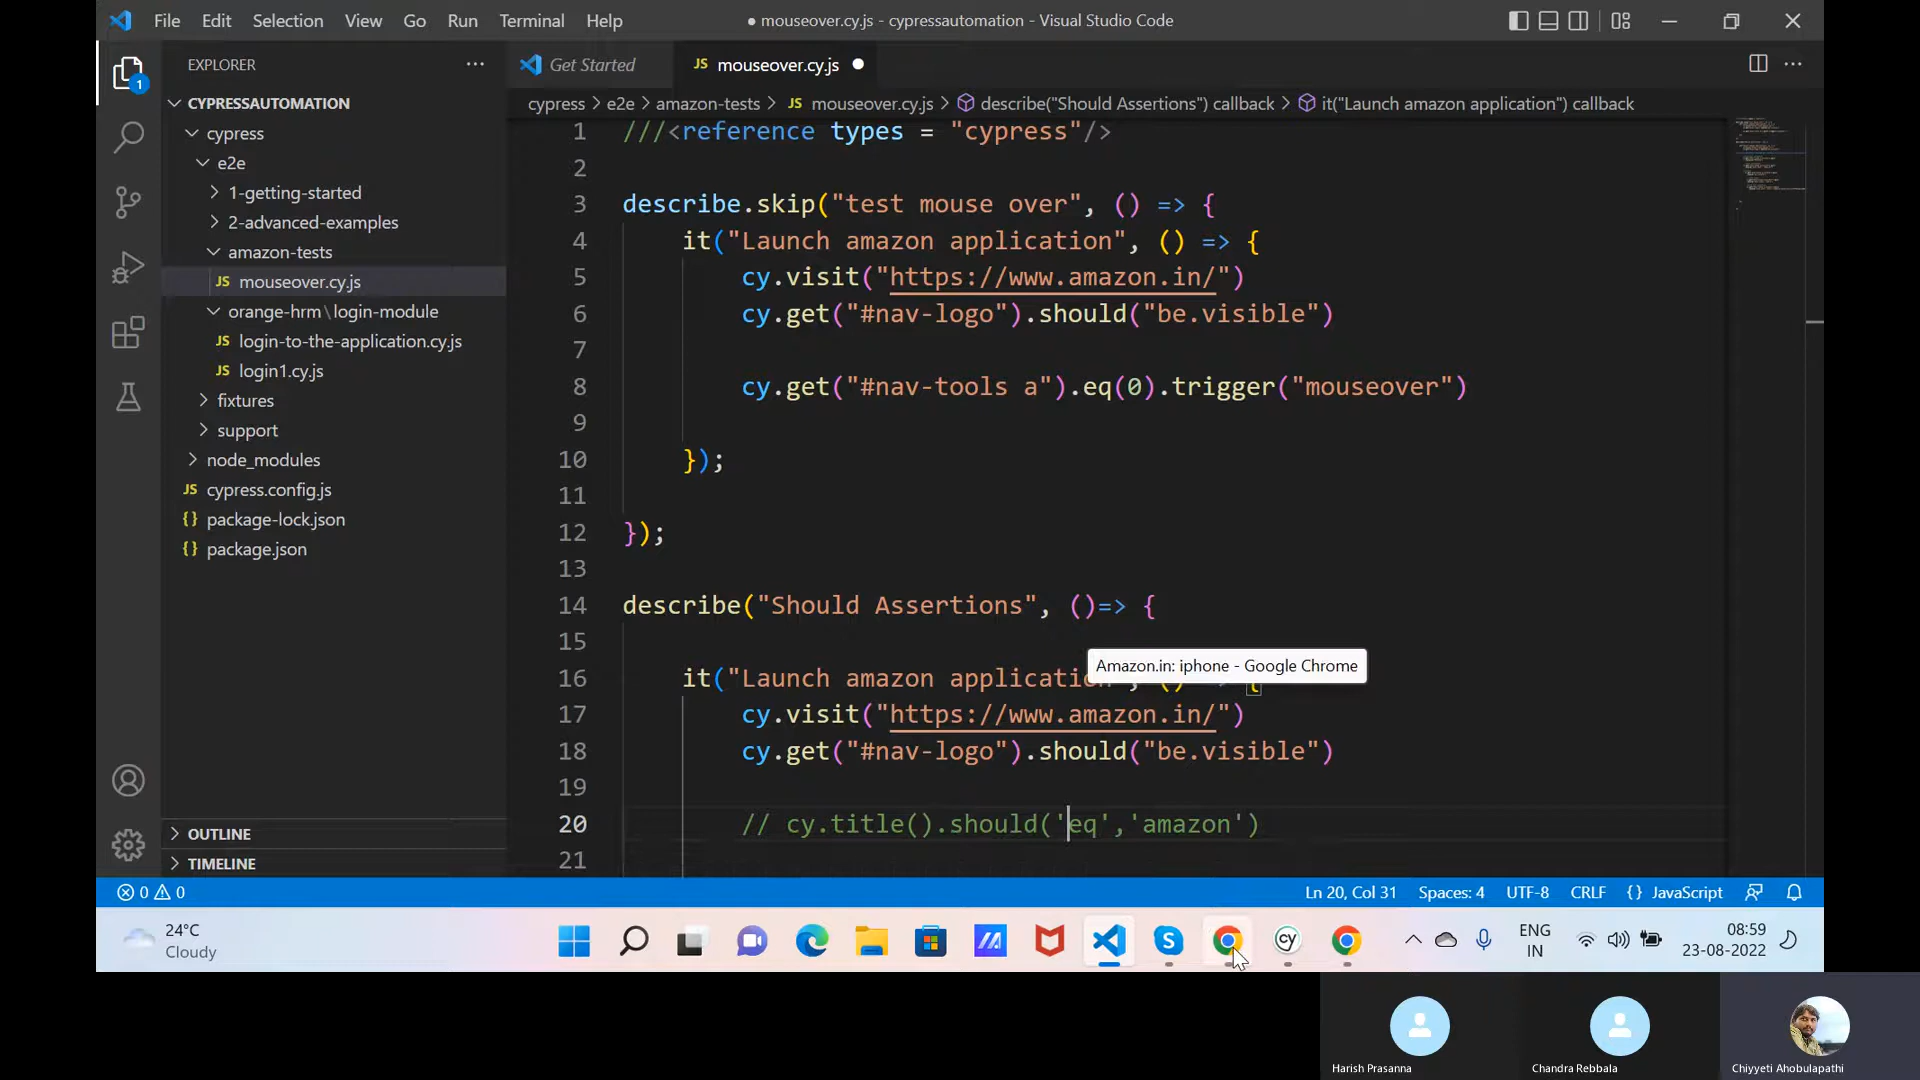 File Edit Selection View Go Run Terminal Help
● mouseover.cy.js - cypressautomation - Visual Studio Code
EXPLORER ···
Get Started
JS mouseover.cy.js ●
cypress > e2e > amazon-tests > JS mouseover.cy.js > describe("Should Assertions") callback > it("Launch amazon application") callback
1
CYPRESSAUTOMATION
cypress
e2e
1-getting-started
2-advanced-examples
amazon-tests
JS mouseover.cy.js
orange-hrm\login-module
JS login-to-the-application.cy.js
JS login1.cy.js
fixtures
support
node_modules
JS cypress.config.js
{} package-lock.json
{} package.json
OUTLINE
TIMELINE
1 ///<reference types = "cypress"/>
2
3 describe.skip("test mouse over", () => {
4 it("Launch amazon application", () => {
5 cy.visit("https://www.amazon.in/")
6 cy.get("#nav-logo").should("be.visible")
7
8 cy.get("#nav-tools a").eq(0).trigger("mouseover")
9
10 });
11
12 });
13
14 describe("Should Assertions", ()=> {
15
Amazon.in: iphone - Google Chrome
16 it("Launch amazon applicatio
17 cy.visit("https://www.amazon.in/")
18 cy.get("#nav-logo").should("be.visible")
19
20 // cy.title().should('eq','amazon')
21
0 0 Ln 20, Col 31 Spaces: 4 UTF-8 CRLF {} JavaScript
24°C
Cloudy
S
cy
ENG
IN
08:59
23-08-2022
Harish Prasanna
Chandra Rebbala
Chiyyeti Ahobulapathi